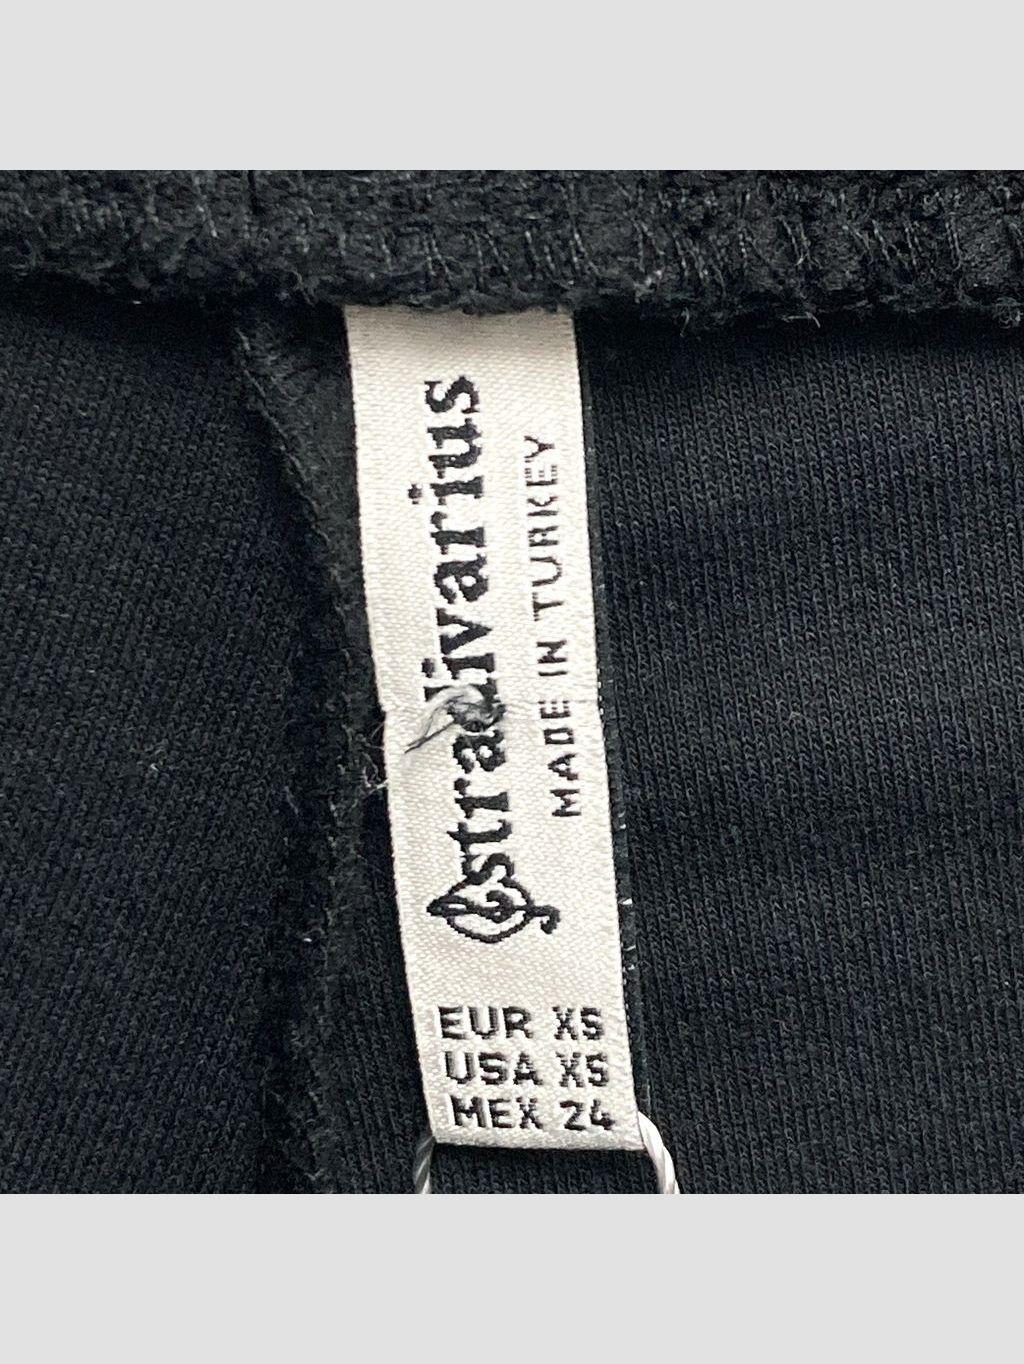 stradivarius
MADE IN TURKEY
EUR XS
USA XS
MEX 24